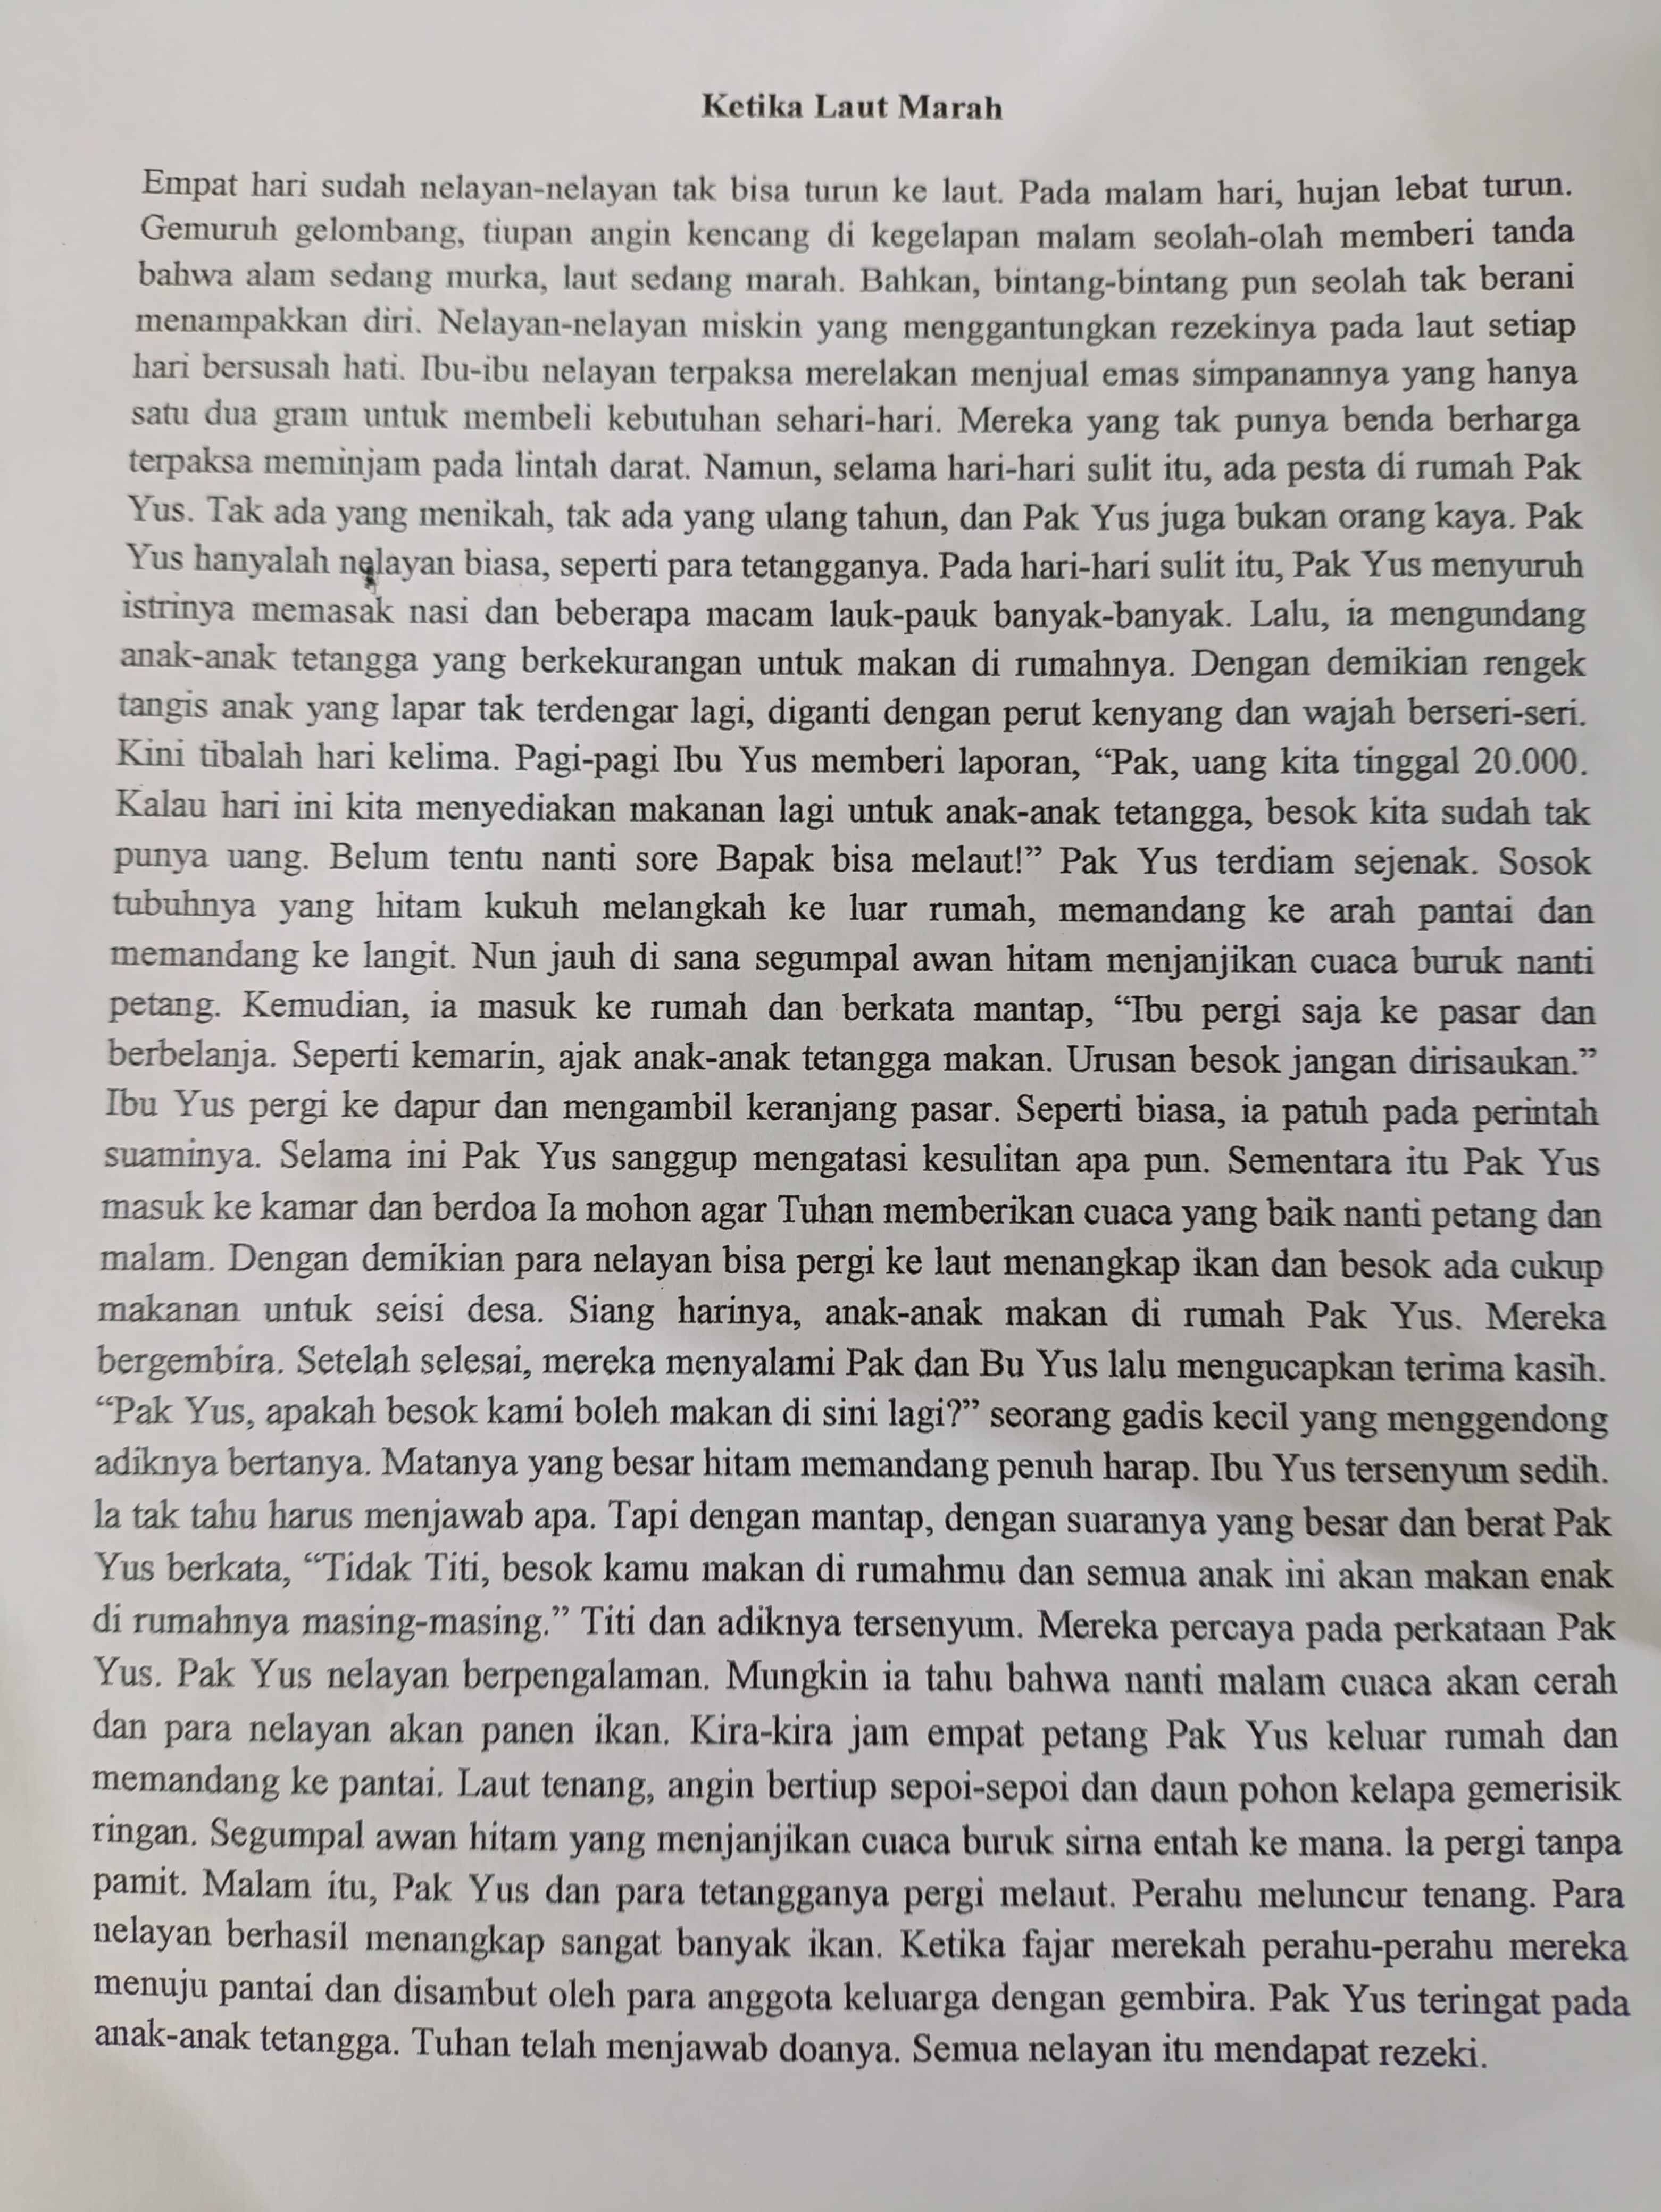 Ketika Laut Marah
Empat hari sudah nelayan-nelayan tak bisa turun ke laut. Pada malam hari, hujan lebat turun.
Gemuruh gelombang, tiupan angin kencang di kegelapan malam seolah-olah memberi tanda
bahwa alam sedang murka, laut sedang marah. Bahkan, bintang-bintang pun seolah tak berani
menampakkan diri. Nelayan-nelayan miskin yang menggantungkan rezekinya pada laut setiap
hari bersusah hati. Ibu-ibu nelayan terpaksa merelakan menjual emas simpanannya yang hanya
satu dua gram untuk membeli kebutuhan sehari-hari. Mereka yang tak punya benda berharga
terpaksa meminjam pada lintah darat. Namun, selama hari-hari sulit itu, ada pesta di rumah Pak
Yus. Tak ada yang menikah, tak ada yang ulang tahun, dan Pak Yus juga bukan orang kaya. Pak
Yus hanyalah nelayan biasa, seperti para tetangganya. Pada hari-hari sulit itu, Pak Yus menyuruh
istrinya memasak nasi dan beberapa macam lauk-pauk banyak-banyak. Lalu, ia mengundang
anak-anak tetangga yang berkekurangan untuk makan di rumahnya. Dengan demikian rengek
tangis anak yang lapar tak terdengar lagi, diganti dengan perut kenyang dan wajah berseri-seri.
Kini tibalah hari kelima. Pagi-pagi Ibu Yus memberi laporan, “Pak, uang kita tinggal 20.000.
Kalau hari ini kita menyediakan makanan lagi untuk anak-anak tetangga, besok kita sudah tak
punya uang. Belum tentu nanti sore Bapak bisa melaut!” Pak Yus terdiam sejenak. Sosok
tubuhnya yang hitam kukuh melangkah ke luar rumah, memandang ke arah pantai dan
memandang ke langit. Nun jauh di sana segumpal awan hitam menjanjikan cuaca buruk nanti
petang. Kemudian, ia masuk ke rumah dan berkata mantap, “Ibu pergi saja ke pasar dan
berbelanja. Seperti kemarin, ajak anak-anak tetangga makan. Urusan besok jangan dirisaukan.”
Ibu Yus pergi ke dapur dan mengambil keranjang pasar. Seperti biasa, ia patuh pada perintah
suaminya. Selama ini Pak Yus sanggup mengatasi kesulitan apa pun. Sementara itu Pak Yus
masuk ke kamar dan berdoa Ia mohon agar Tuhan memberikan cuaca yang baik nanti petang dan
malam. Dengan demikian para nelayan bisa pergi ke laut menangkap ikan dan besok ada cukup
makanan untuk seisi desa. Siang harinya, anak-anak makan di rumah Pak Yus. Mereka
bergembira. Setelah selesai, mereka menyalami Pak dan Bu Yus lalu mengucapkan terima kasih.
“Pak Yus, apakah besok kami boleh makan di sini lagi?” seorang gadis kecil yang menggendong
adiknya bertanya. Matanya yang besar hitam memandang penuh harap. Ibu Yus tersenyum sedih.
la tak tahu harus menjawab apa. Tapi dengan mantap, dengan suaranya yang besar dan berat Pak
Yus berkata, “Tidak Titi, besok kamu makan di rumahmu dan semua anak ini akan makan enak
di rumahnya masing-masing.” Titi dan adiknya tersenyum. Mereka percaya pada perkataan Pak
Yus. Pak Yus nelayan berpengalaman. Mungkin ia tahu bahwa nanti malam cuaca akan cerah
dan para nelayan akan panen ikan. Kira-kira jam empat petang Pak Yus keluar rumah dan
memandang ke pantai. Laut tenang, angin bertiup sepoi-sepoi dan daun pohon kelapa gemerisik
ringan. Segumpal awan hitam yang menjanjikan cuaca buruk sirna entah ke mana. la pergi tanpa
pamit. Malam itu, Pak Yus dan para tetangganya pergi melaut. Perahu meluncur tenang. Para
nelayan berhasil menangkap sangat banyak ikan. Ketika fajar merekah perahu-perahu mereka
menuju pantai dan disambut oleh para anggota keluarga dengan gembira. Pak Yus teringat pada
anak-anak tetangga. Tuhan telah menjawab doanya. Semua nelayan itu mendapat rezeki.